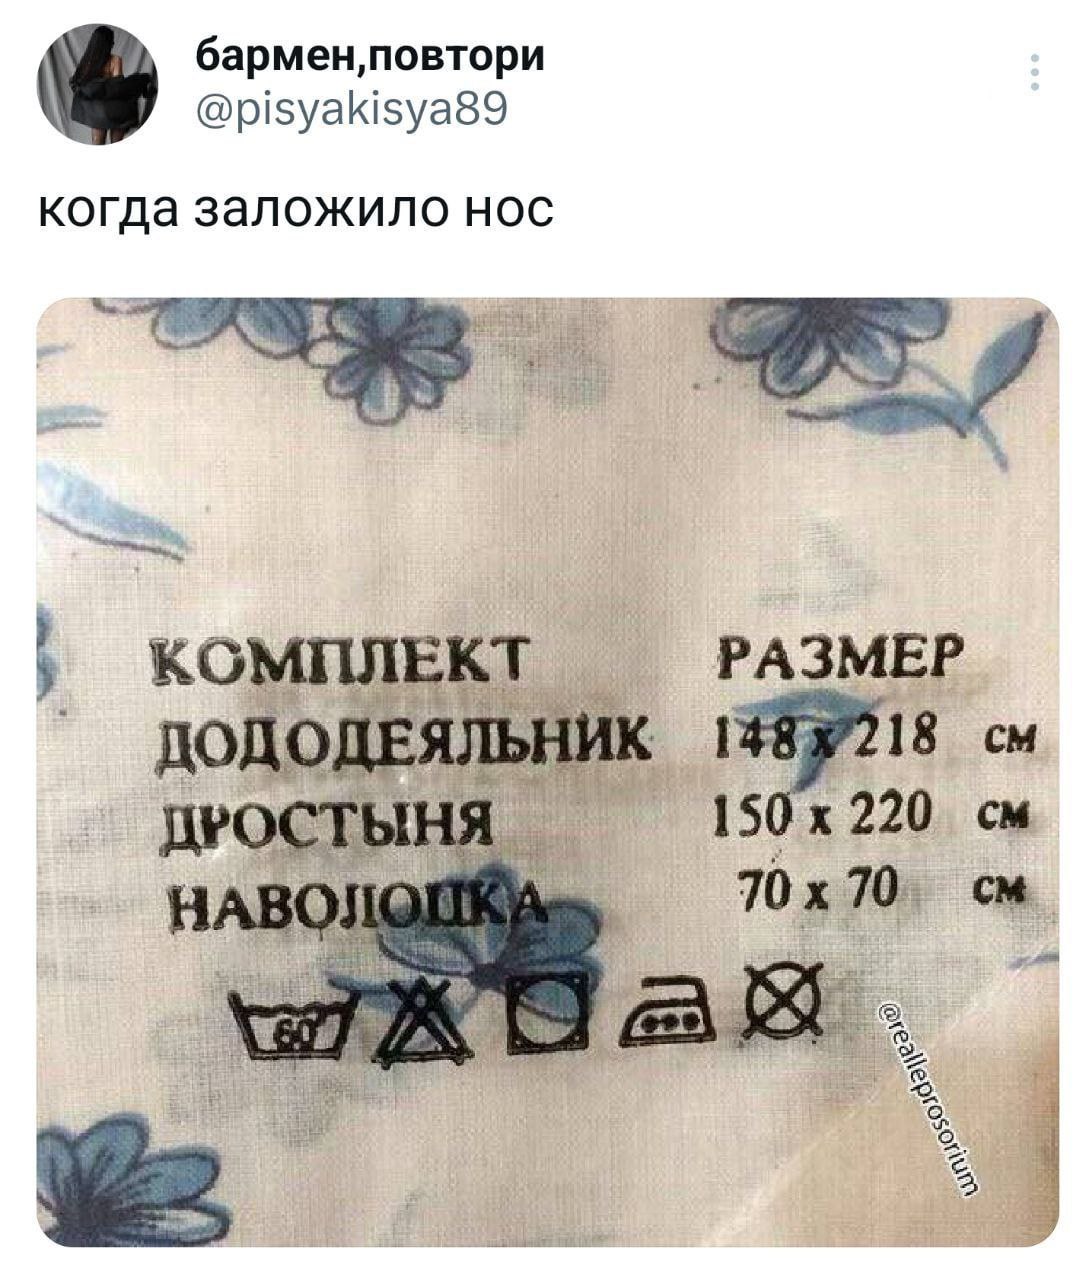 бармен,повтори
@pisyakisya89
когда заложило нос
КОМПЛЕКТ РАЗМЕР
ДОДОДЕЯЛЬНИК 148 х 218 см
ДРОСТЫНЯ 150 х 220 см
НАВОЛОЦКА 70 х 70 см
60
@realleprosorium